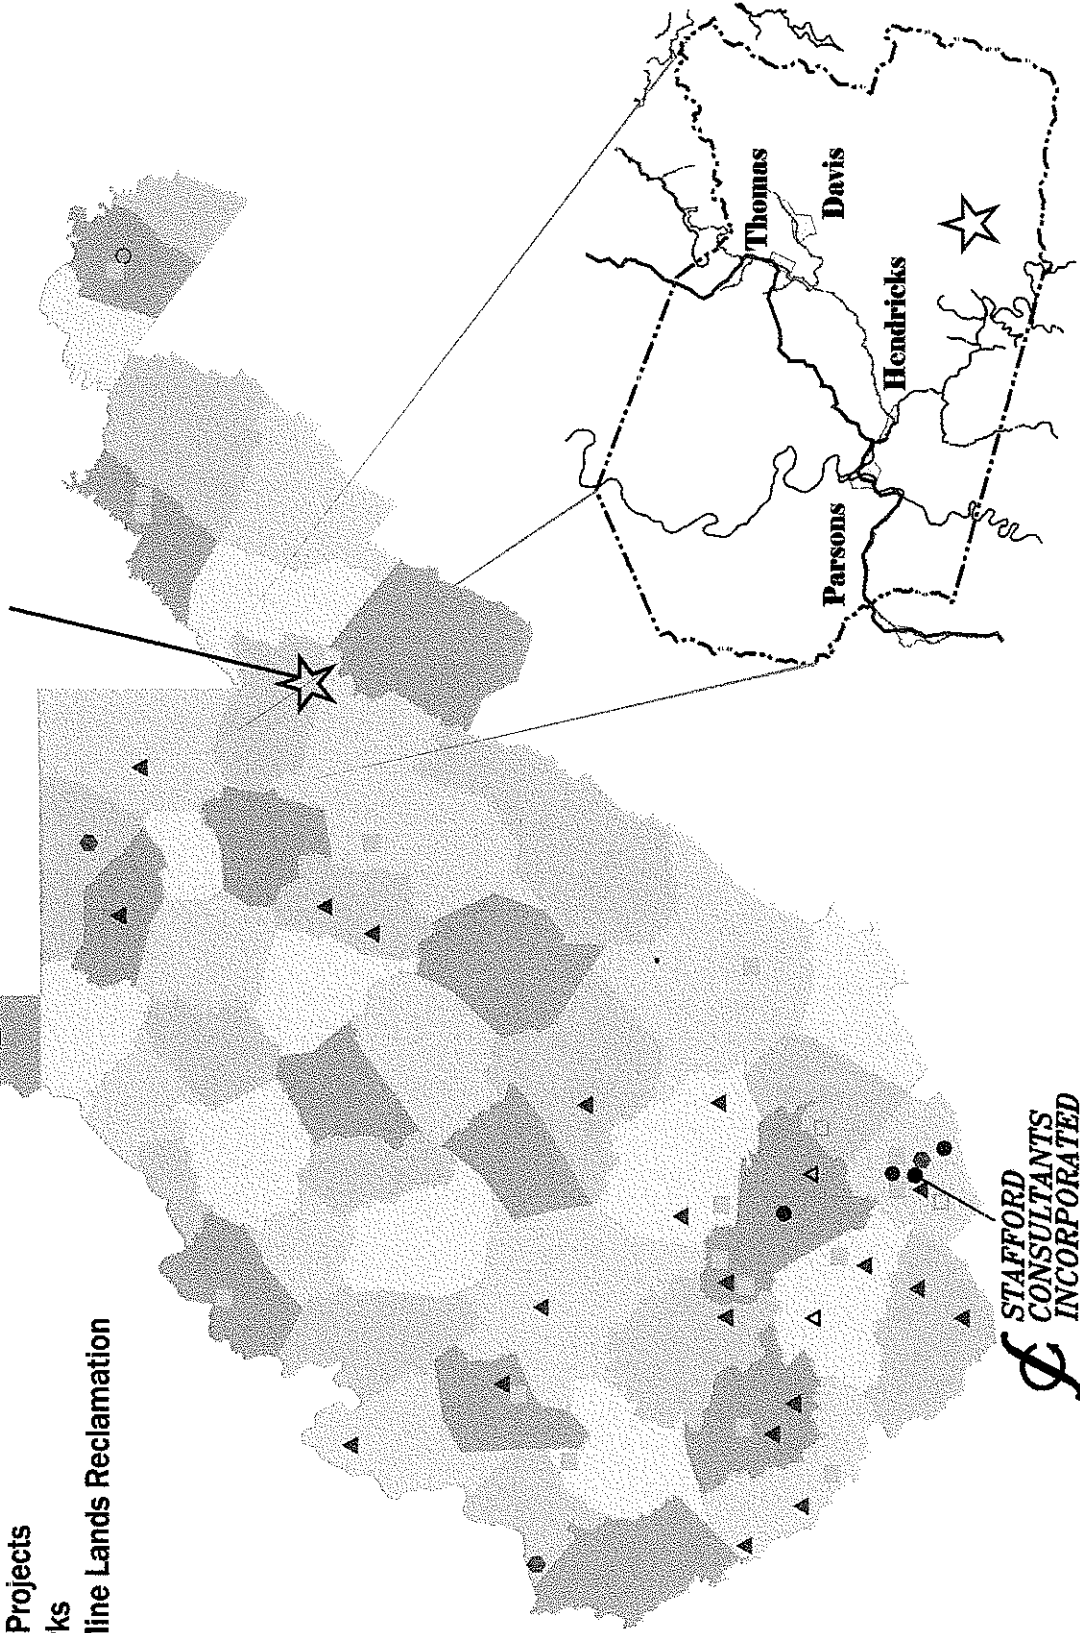 Projects
ks
line Lands Reclamation
Thomas
Davis
Hendricks
Parsons
STAFFORD
CONSULTANTS
INCORPORATED